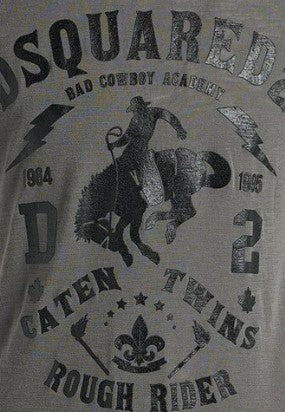 DSQUARED2
BAD COWBOY ACADEMY
1964 1965
D 2
CATEN TWINS
ROUGH RIDER